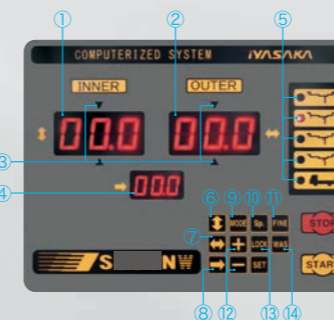 ① ② ⑤
COMPUTERIZED SYSTEM IYASAKA
INNER OUTER
00.0 00.0
③
④ 00.0
⑥ ⑨ ⑩ ⑪
MODE Sp. FINE STOP
⑦
+ LOCK WAS
S N
- SET START
⑧ ⑫ ⑬ ⑭